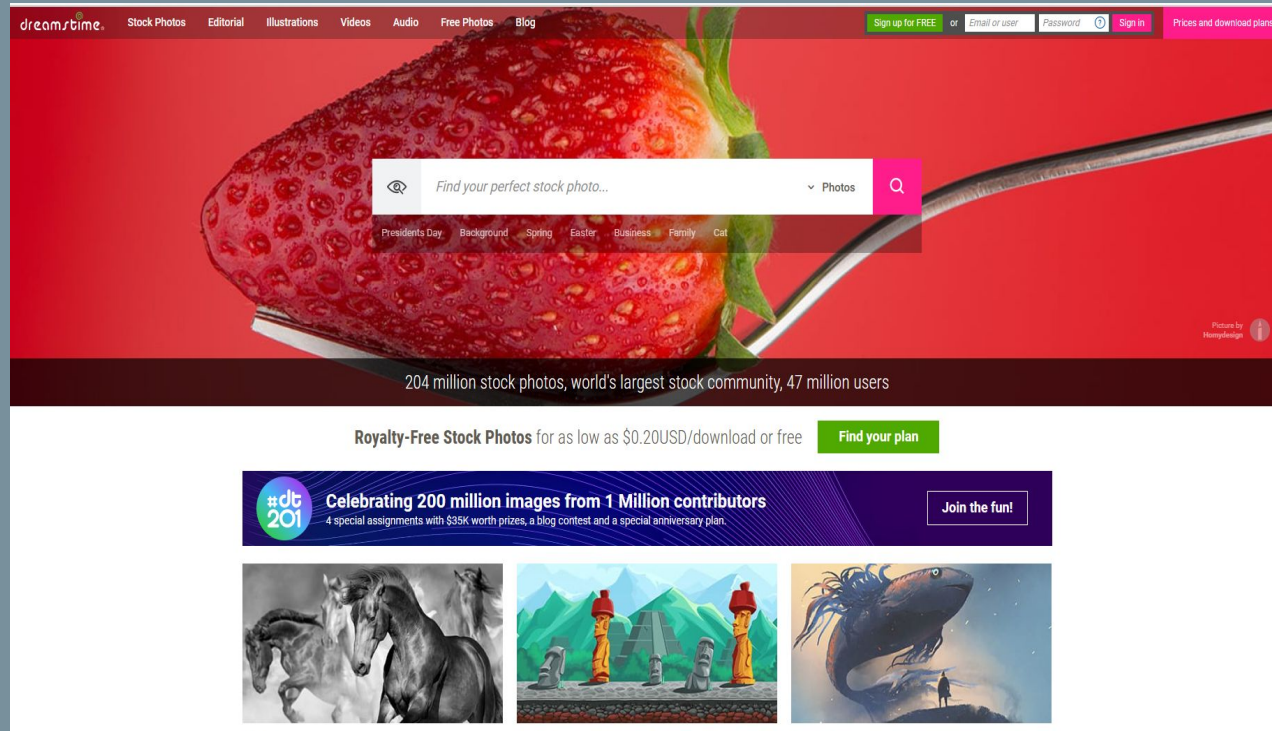 dreamstime. Stock Photos Editorial Illustrations Videos Audio Free Photos Blog Sign up for FREE or Email or user Password ? Sign in Prices and download plans
Find your perfect stock photo... Photos
Presidents Day Background Spring Easter Business Family Cat
Picture by
Homydesign i
204 million stock photos, world's largest stock community, 47 million users
Royalty-Free Stock Photos for as low as $0.20USD/download or free Find your plan
#dt
201
Celebrating 200 million images from 1 Million contributors
4 special assignments with $35K worth prizes, a blog contest and a special anniversary plan.
Join the fun!